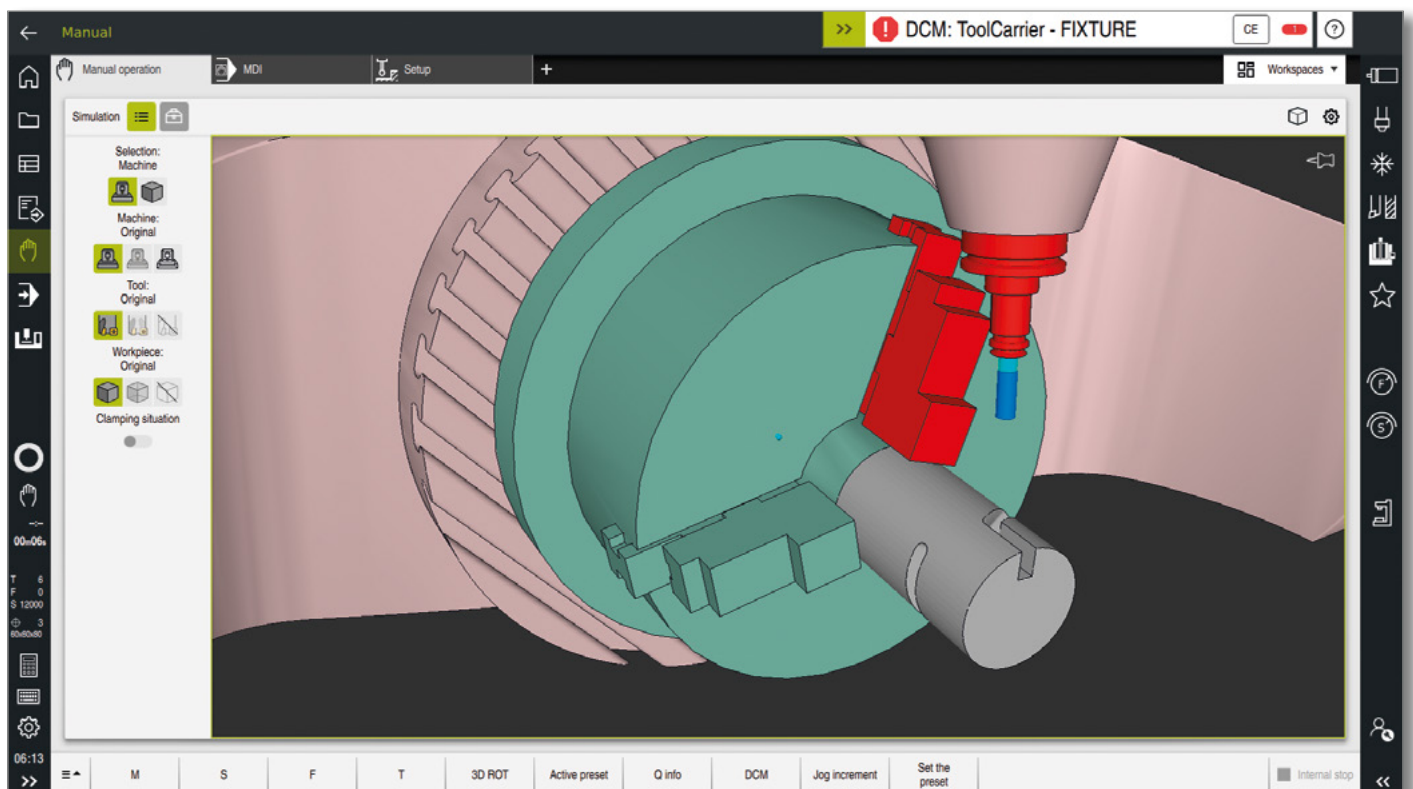 Manual
>> DCM: ToolCarrier - FIXTURE
CE
1
?
Manual operation
MDI
Setup
+
Workspaces
Simulation
Selection:
Machine
Machine:
Original
Tool:
Original
Workpiece:
Original
Clamping situation
F
S
00m06s
T 6
F 0
S 12000
3
60x60x80
06:13
>>
M
S
F
T
3D ROT
Active preset
Q info
DCM
Jog increment
Set the
preset
Internal stop
<<